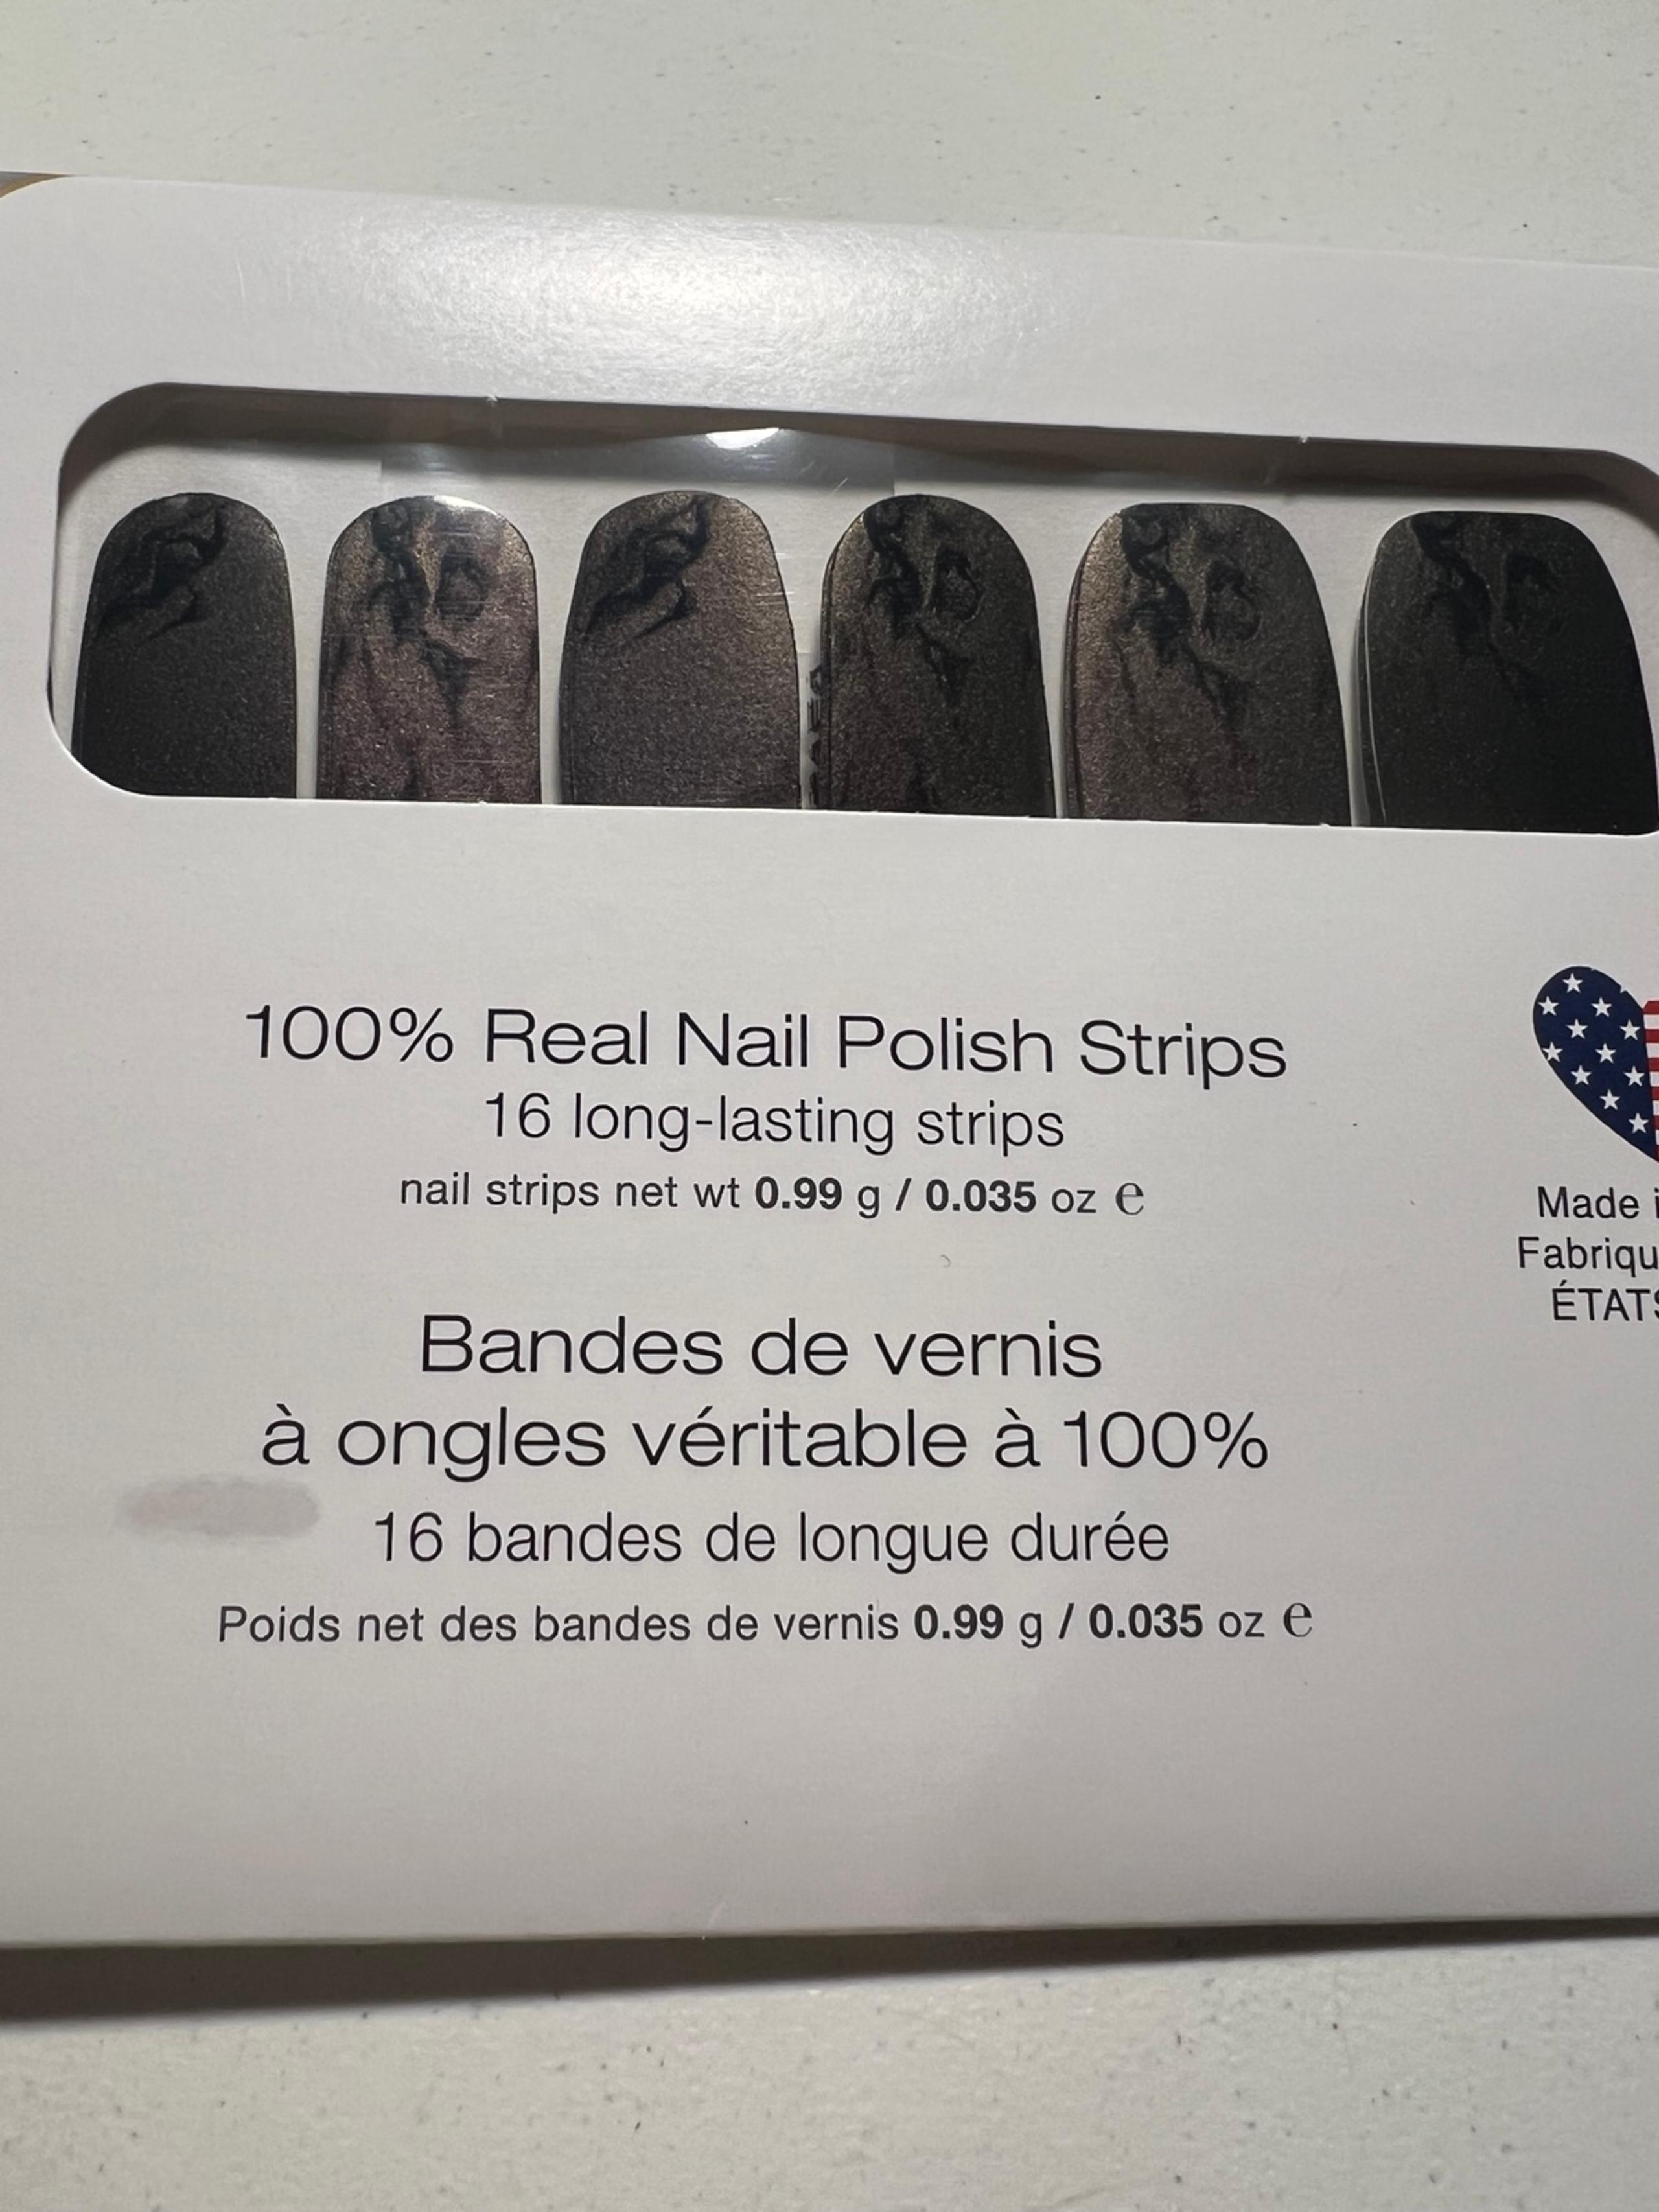 100% Real Nail Polish Strips
16 long-lasting strips
nail strips net wt 0.99 g / 0.035 oz ℮
Bandes de vernis
à ongles véritable à 100%
16 bandes de longue durée
Poids net des bandes de vernis 0.99 g / 0.035 oz ℮
Made